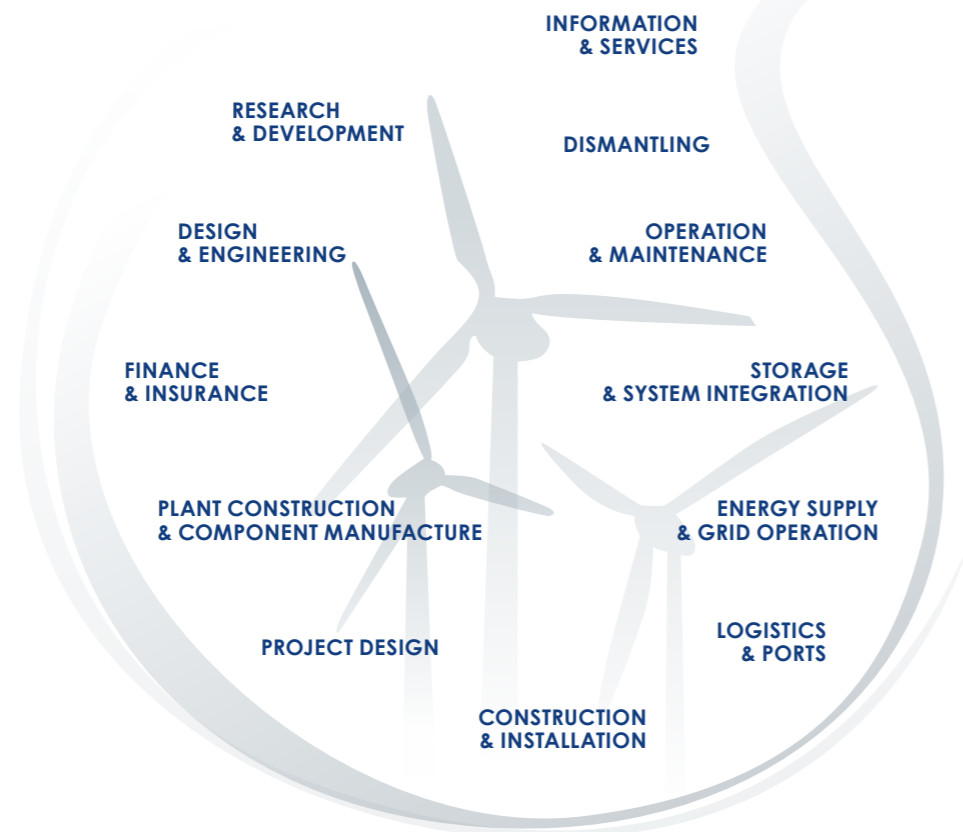 INFORMATION
& SERVICES
RESEARCH
& DEVELOPMENT
DISMANTLING
DESIGN
& ENGINEERING
OPERATION
& MAINTENANCE
FINANCE
& INSURANCE
STORAGE
& SYSTEM INTEGRATION
PLANT CONSTRUCTION
& COMPONENT MANUFACTURE
ENERGY SUPPLY
& GRID OPERATION
PROJECT DESIGN
LOGISTICS
& PORTS
CONSTRUCTION
& INSTALLATION